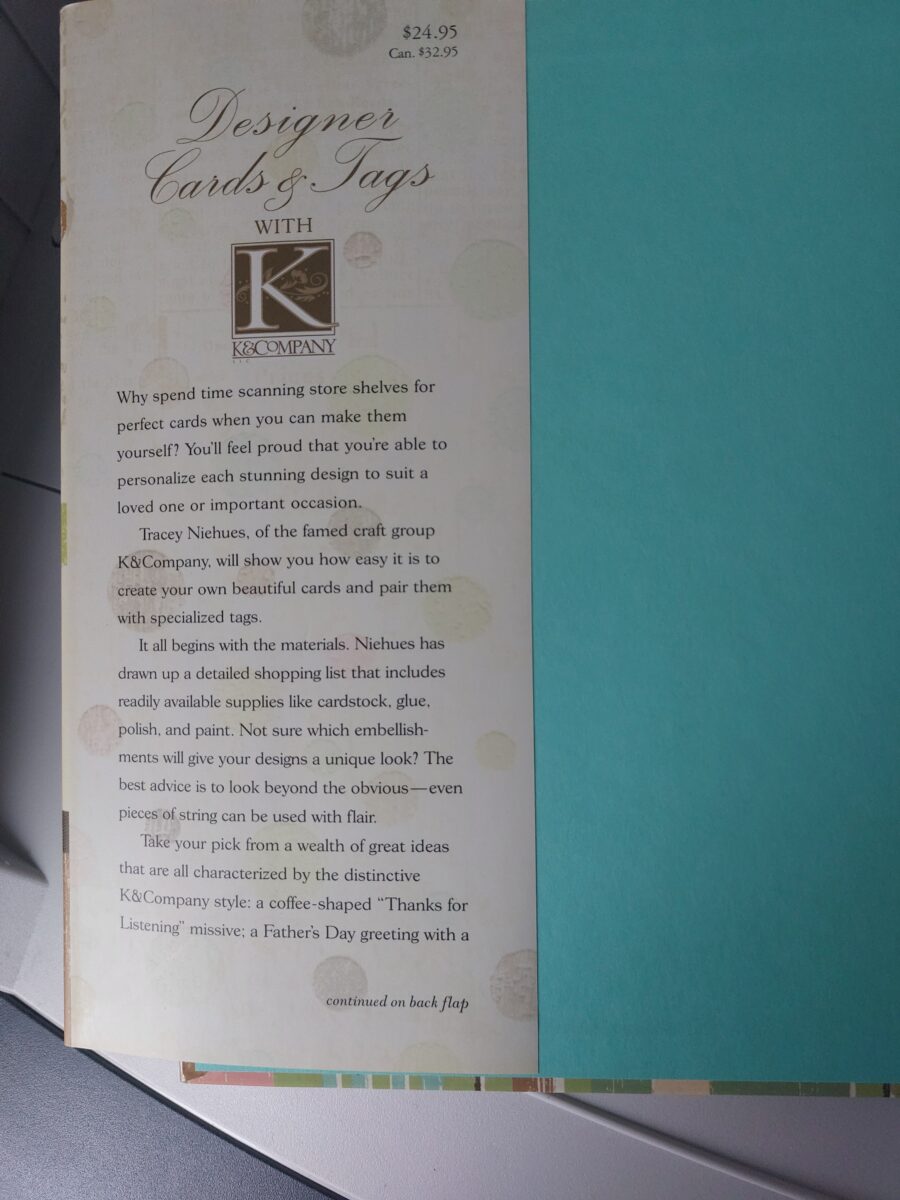 $24.95
Can. $32.95
Designer
Cards & Tags
WITH
K
K&COMPANY
LLC
Why spend time scanning store shelves for
perfect cards when you can make them
yourself? You'll feel proud that you're able to
personalize each stunning design to suit a
loved one or important occasion.
Tracey Niehues, of the famed craft group
K&Company, will show you how easy it is to
create your own beautiful cards and pair them
with specialized tags.
It all begins with the materials. Niehues has
drawn up a detailed shopping list that includes
readily available supplies like cardstock, glue,
polish, and paint. Not sure which embellish-
ments will give your designs a unique look? The
best advice is to look beyond the obvious—even
pieces of string can be used with flair.
Take your pick from a wealth of great ideas
that are all characterized by the distinctive
K&Company style: a coffee-shaped “Thanks for
Listening” missive; a Father's Day greeting with a
continued on back flap